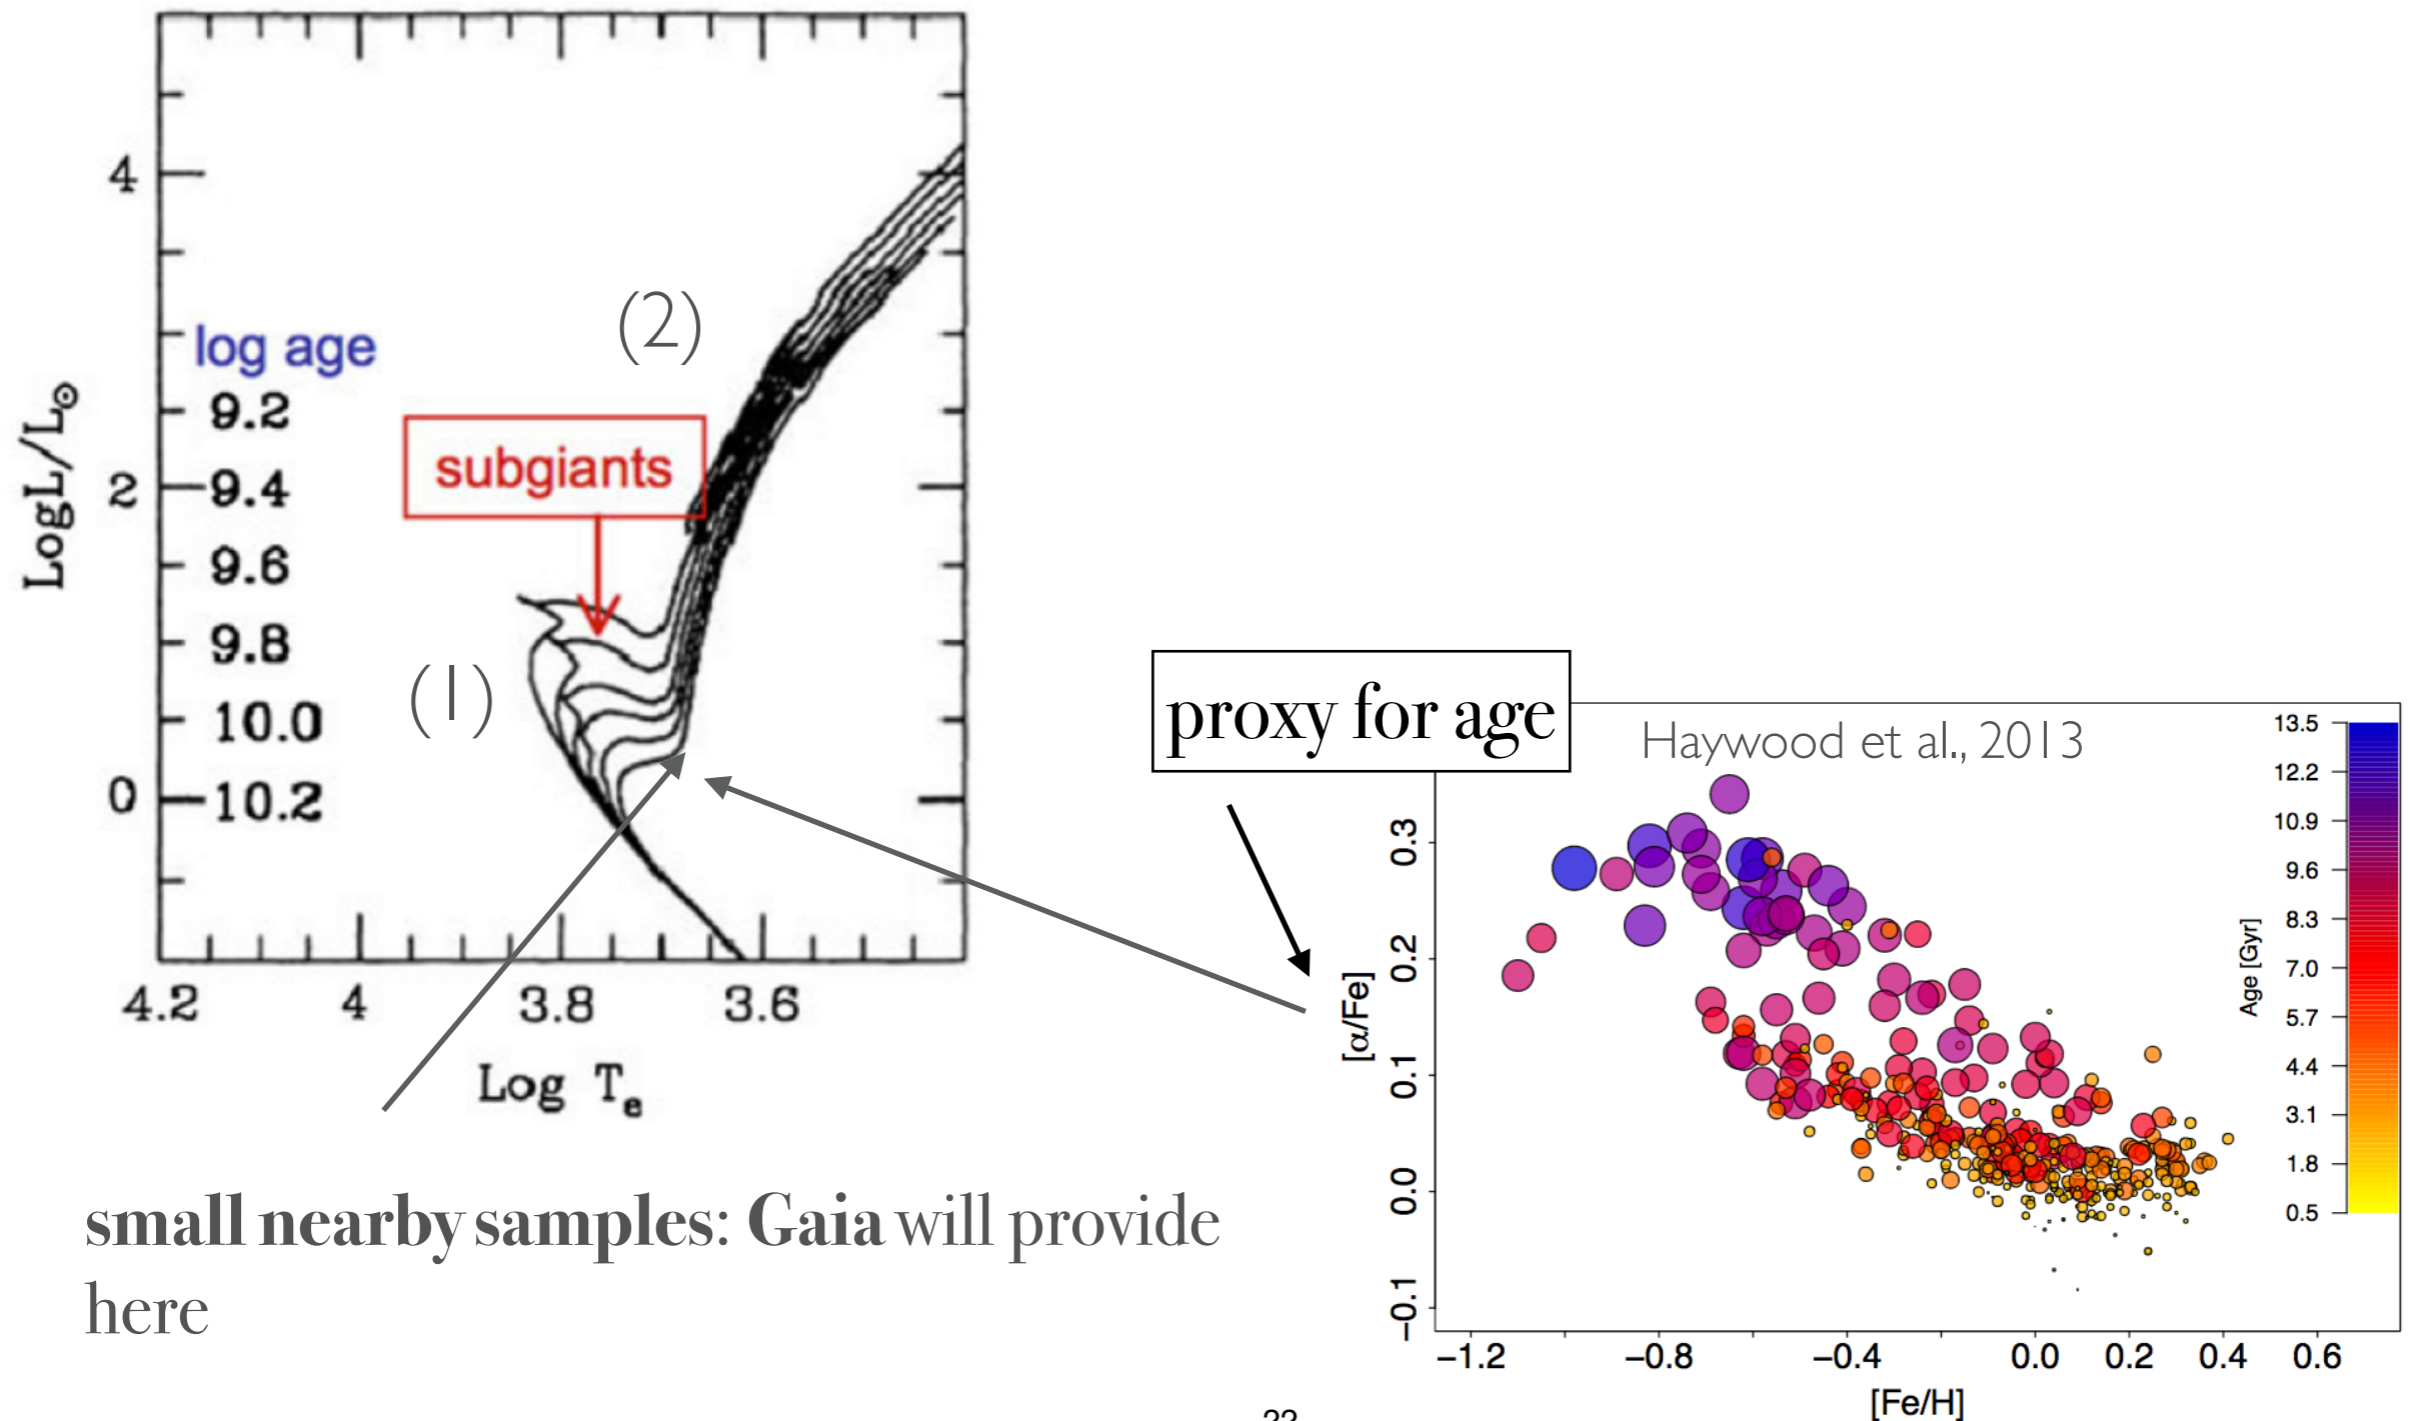 4
2
0
LogL/L⊙
log age
9.2
9.4
9.6
9.8
10.0
10.2
(2)
subgiants
(1)
4.2 4 3.8 3.6
Log Te
small nearby samples: Gaia will provide
here
proxy for age
Haywood et al., 2013
[α/Fe]
0.3
0.2
0.1
0.0
−0.1
−1.2 −0.8 −0.4 0.0 0.2 0.4 0.6
[Fe/H]
Age [Gyr]
13.5
12.2
10.9
9.6
8.3
7.0
5.7
4.4
3.1
1.8
0.5